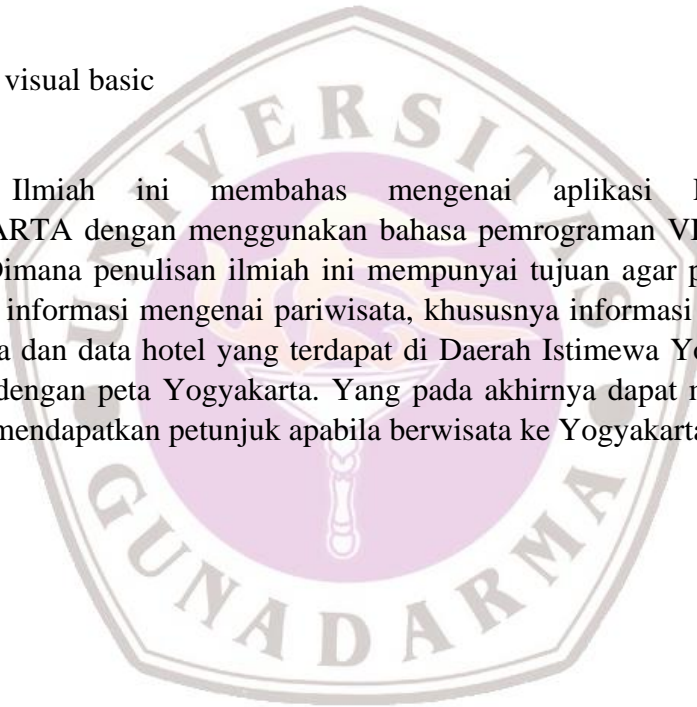 visual basic
Ilmiah ini membahas mengenai aplikasi
ARTA dengan menggunakan bahasa pemrograman
Dimana penulisan ilmiah ini mempunyai tujuan agar
informasi mengenai pariwisata, khususnya informasi
a dan data hotel yang terdapat di Daerah Istimewa
dengan peta Yogyakarta. Yang pada akhirnya dapat
mendapatkan petunjuk apabila berwisata ke Yogyakarta
UNIVERSITAS
GUNADARMA